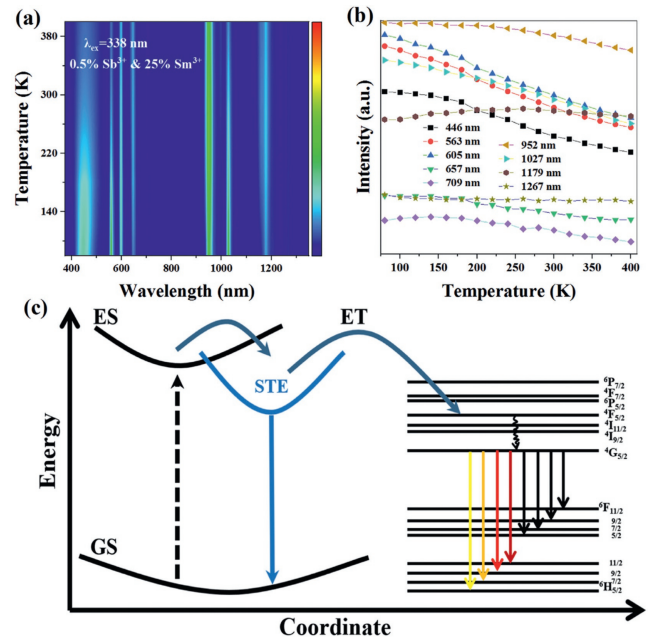 (a)
λex=338 nm
0.5% Sb³⁺ & 25% Sm³⁺
Temperature (K)
380
300
220
140
400 600 800 1000 1200
Wavelength (nm)
(b)
Intensity (a.u.)
446 nm
563 nm
605 nm
657 nm
709 nm
952 nm
1027 nm
1179 nm
1267 nm
100 150 200 250 300 350 400
Temperature (K)
(c)
ES
ET
STE
GS
Energy
Coordinate
⁶P₇/₂
⁴F₇/₂
⁶P₅/₂
⁴F₅/₂
⁴I₁₁/₂
⁴I₉/₂
⁴G₅/₂
⁶F₁₁/₂
9/2
7/2
5/2
11/2
9/2
7/2
⁶H₅/₂